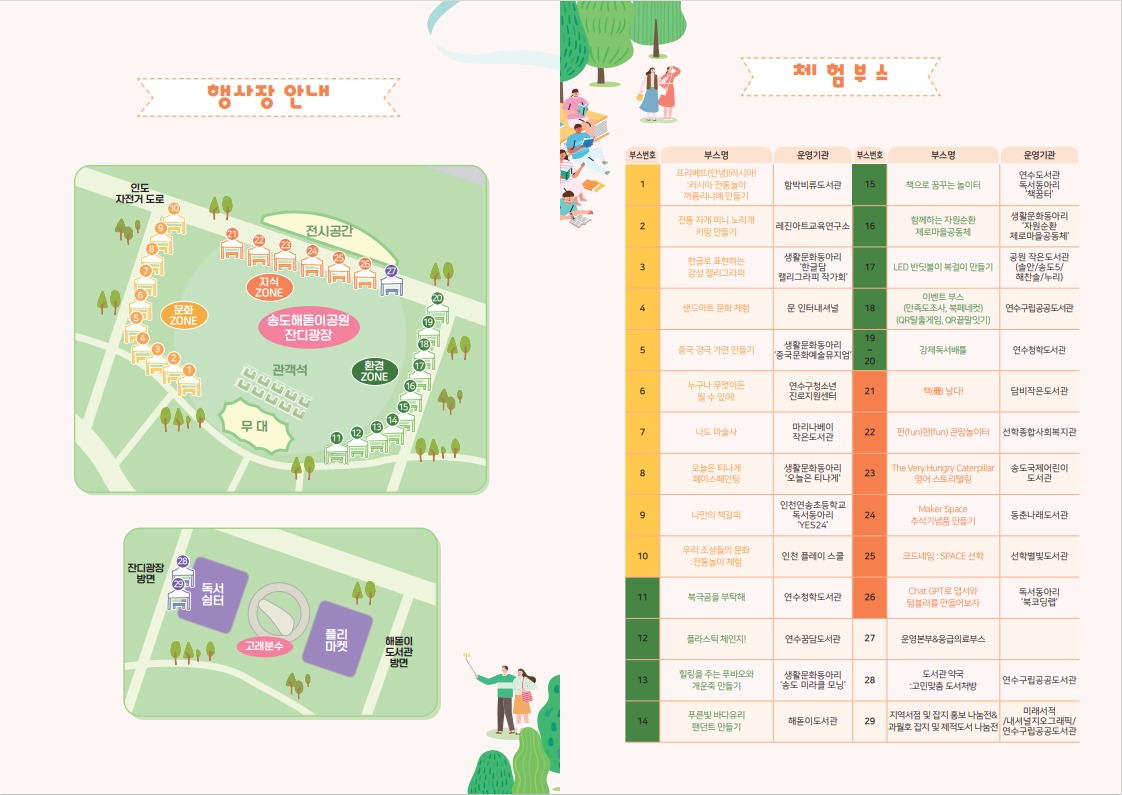 행사장 안내
인도
자전거 도로
전시공간
10
9
8
7
6
5
4
3
2
1
21
22
23
24
25
26
27
지식
ZONE
문화
ZONE
송도해돋이공원
잔디광장
환경
ZONE
관객석
무 대
20
19
18
17
16
15
14
13
12
11
잔디광장
방면
28
29
독서
쉼터
고래분수
플리
마켓
해돋이
도서관
방면
체험부스
부스번호 부스명 운영기관 부스번호 부스명 운영기관
1
프리베뜨(안녕)러시아!
:러시아 전통놀이
까름리나예 만들기
함박비류도서관
15
책으로 꿈꾸는 놀이터
연수도서관
독서동아리
'책꿈터'
2
전통 자개 미니 노리개
키링 만들기
레진아트교육연구소
16
함께하는 자원순환
제로마을공동체
생활문화동아리
'자원순환
제로마을공동체'
3
한글로 표현하는
감성 캘리그라피
생활문화동아리
'한글담
캘리그라피 작가회'
17
LED 반딧불이 목걸이 만들기
공원 작은도서관
(솔안/송도5/
해찬솔/누리)
4
샌드아트 문화 체험
문 인터내셔널
18
이벤트 부스
(만족도조사, 북페네컷)
(QR탈출게임, QR끝말잇기)
연수구립공공도서관
5
중국 경극 가면 만들기
생활문화동아리
'중국문화예술뮤지엄'
19
~
20
강제독서배틀
연수청학도서관
6
누구나 무엇이든
될 수 있어!
연수구청소년
진로지원센터
21
책(冊) 날다!
담비작은도서관
7
나도 마술사
마리나베이
작은도서관
22
펀(fun)펀(fun) 큰맘놀이터
선학종합사회복지관
8
오늘은 티나게
페이스페인팅
생활문화동아리
'오늘은 티나게'
23
The Very Hungry Caterpillar
영어 스토리텔링
송도국제어린이
도서관
9
나만의 책갈피
인천연송초등학교
독서동아리
'YES24'
24
Maker Space
추석기념품 만들기
동춘나래도서관
10
우리 조상들의 문화
:전통놀이 체험
인천 플레이 스쿨
25
코드네임 : SPACE 선학
선학별빛도서관
11
북극곰을 부탁해
연수청학도서관
26
Chat GPT로 엽서와
텀블러를 만들어보자
독서동아리
'북코딩랩'
12
플라스틱 체인지!
연수꿈담도서관
27
운영본부&응급의료부스
13
힐링을 주는 푸바오와
개운죽 만들기
생활문화동아리
'송도 미라클 모닝'
28
도서관 약국
:고민맞춤 도서처방
연수구립공공도서관
14
푸른빛 바다유리
팬던트 만들기
해돋이도서관
29
지역서점 및 잡지 홍보 나눔전&
과월호 잡지 및 제적도서 나눔전
미래서적
/내셔널지오그래픽/
연수구립공공도서관